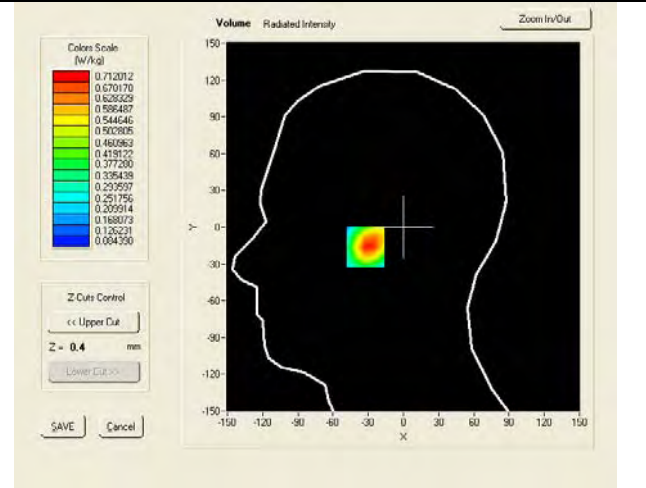 Volume Radiated Intensity
Zoom In/Out
Colors Scale
(W/kg)
0.712012
0.670170
0.628329
0.586487
0.544646
0.502805
0.460963
0.419122
0.377280
0.335439
0.293597
0.251756
0.209914
0.168073
0.126231
0.084390
Z Cuts Control
<< Upper Cut
Z = 0.4 mm
Lower Cut >>
SAVE Cancel
150
120
90
60
30
0
-30
-60
-90
-120
-150
Y
-150 -120 -90 -60 -30 0 30 60 90 120 150
X